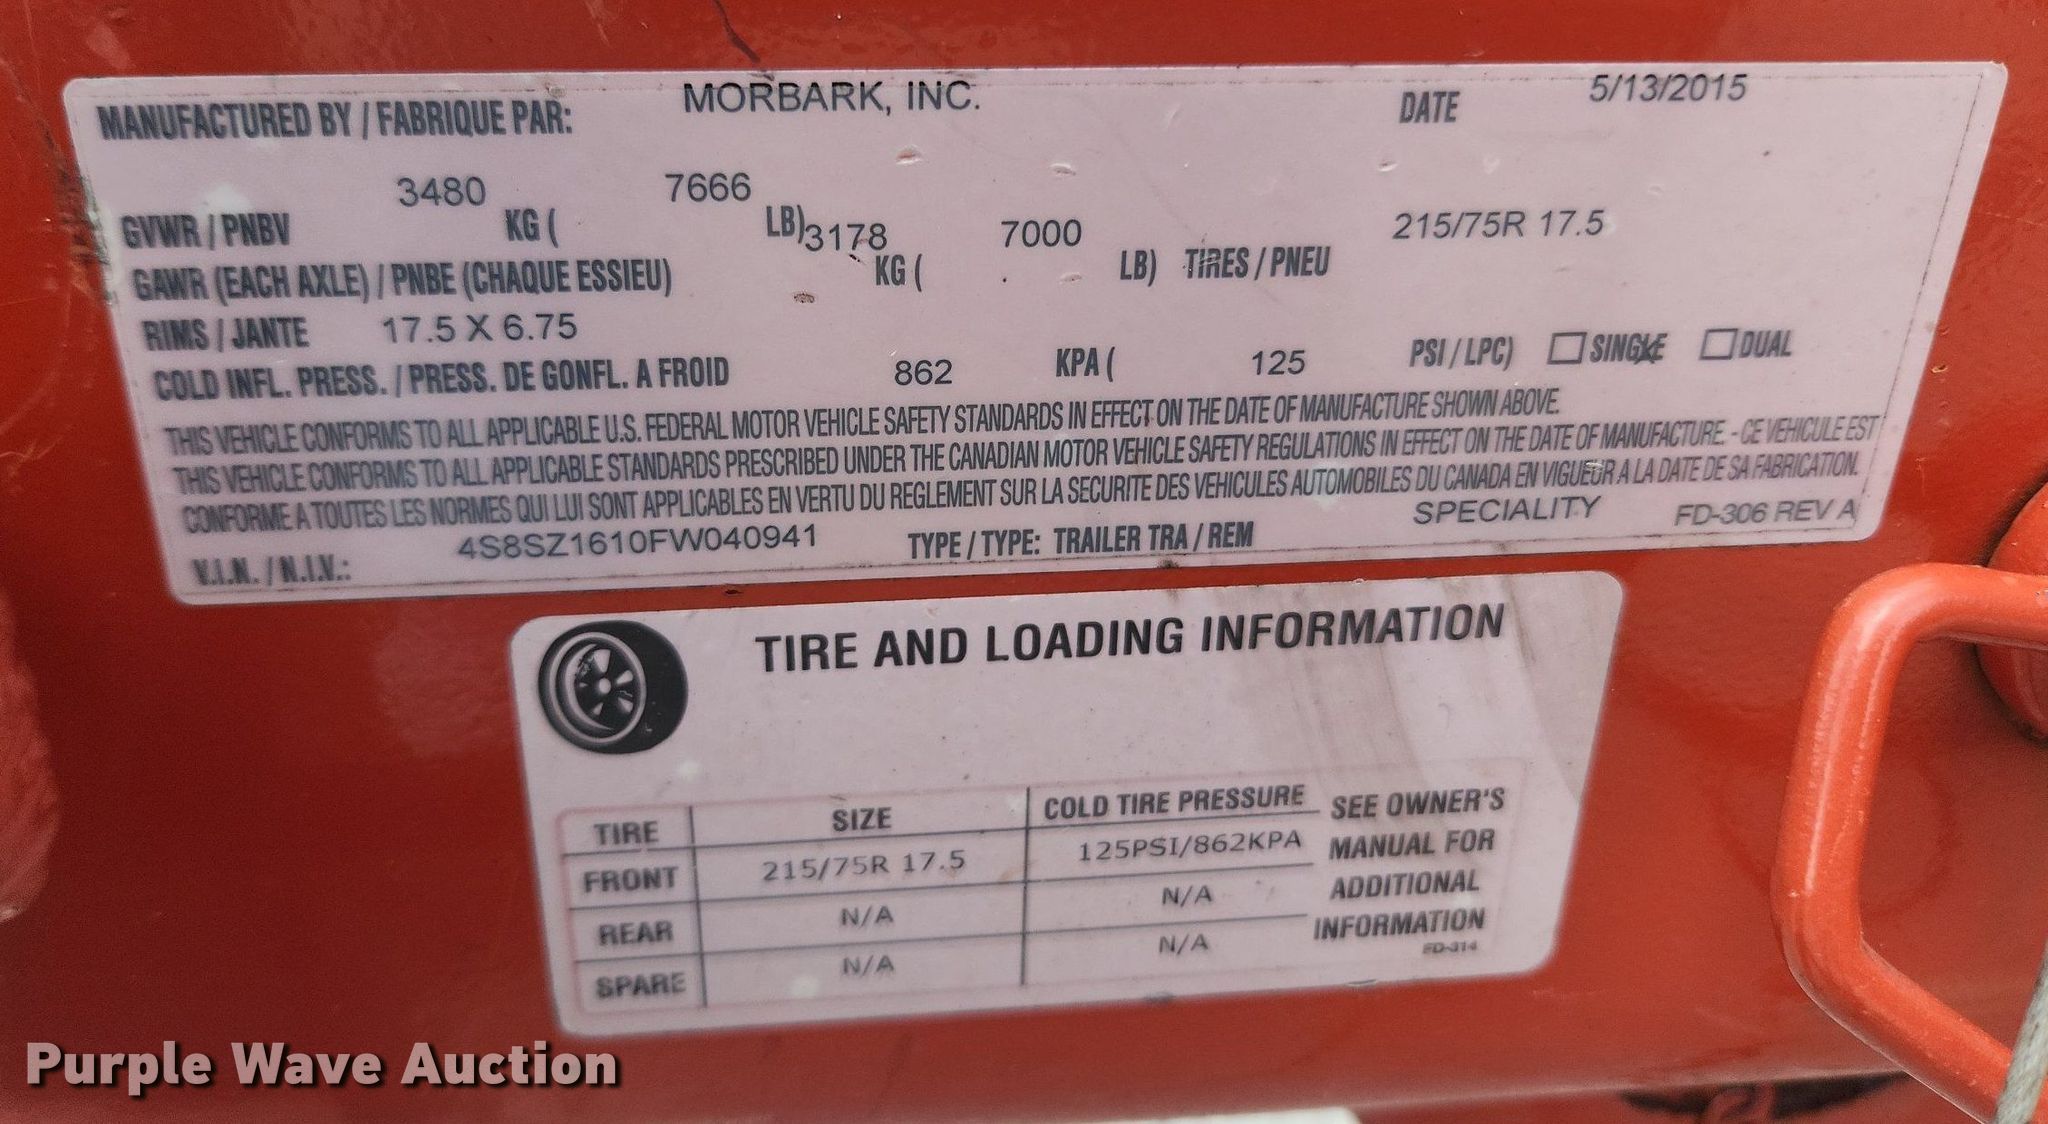 MANUFACTURED BY / FABRIQUE PAR: MORBARK, INC. DATE 5/13/2015
GVWR / PNBV 3480 KG ( 7666 LB)
GAWR (EACH AXLE) / PNBE (CHAQUE ESSIEU) 3178 KG ( 7000 LB) TIRES / PNEU 215/75R 17.5
RIMS / JANTE 17.5 X 6.75
COLD INFL. PRESS. / PRESS. DE GONFL. A FROID 862 KPA ( 125 PSI / LPC) SINGLE X DUAL
THIS VEHICLE CONFORMS TO ALL APPLICABLE U.S. FEDERAL MOTOR VEHICLE SAFETY STANDARDS IN EFFECT ON THE DATE OF MANUFACTURE SHOWN ABOVE.
THIS VEHICLE CONFORMS TO ALL APPLICABLE STANDARDS PRESCRIBED UNDER THE CANADIAN MOTOR VEHICLE SAFETY REGULATIONS IN EFFECT ON THE DATE OF MANUFACTURE. - CE VEHICULE EST
CONFORME A TOUTES LES NORMES QUI LUI SONT APPLICABLES EN VERTU DU REGLEMENT SUR LA SECURITE DES VEHICULES AUTOMOBILES DU CANADA EN VIGUEUR A LA DATE DE SA FABRICATION.
V.I.N. / N.I.V.: 4S8SZ1610FW040941 TYPE / TYPE: TRAILER TRA / REM SPECIALITY FD-306 REV A
TIRE AND LOADING INFORMATION
TIRE SIZE COLD TIRE PRESSURE
FRONT 215/75R 17.5 125PSI/862KPA
REAR N/A N/A
SPARE N/A N/A
SEE OWNER'S
MANUAL FOR
ADDITIONAL
INFORMATION
FD-314
Purple Wave Auction